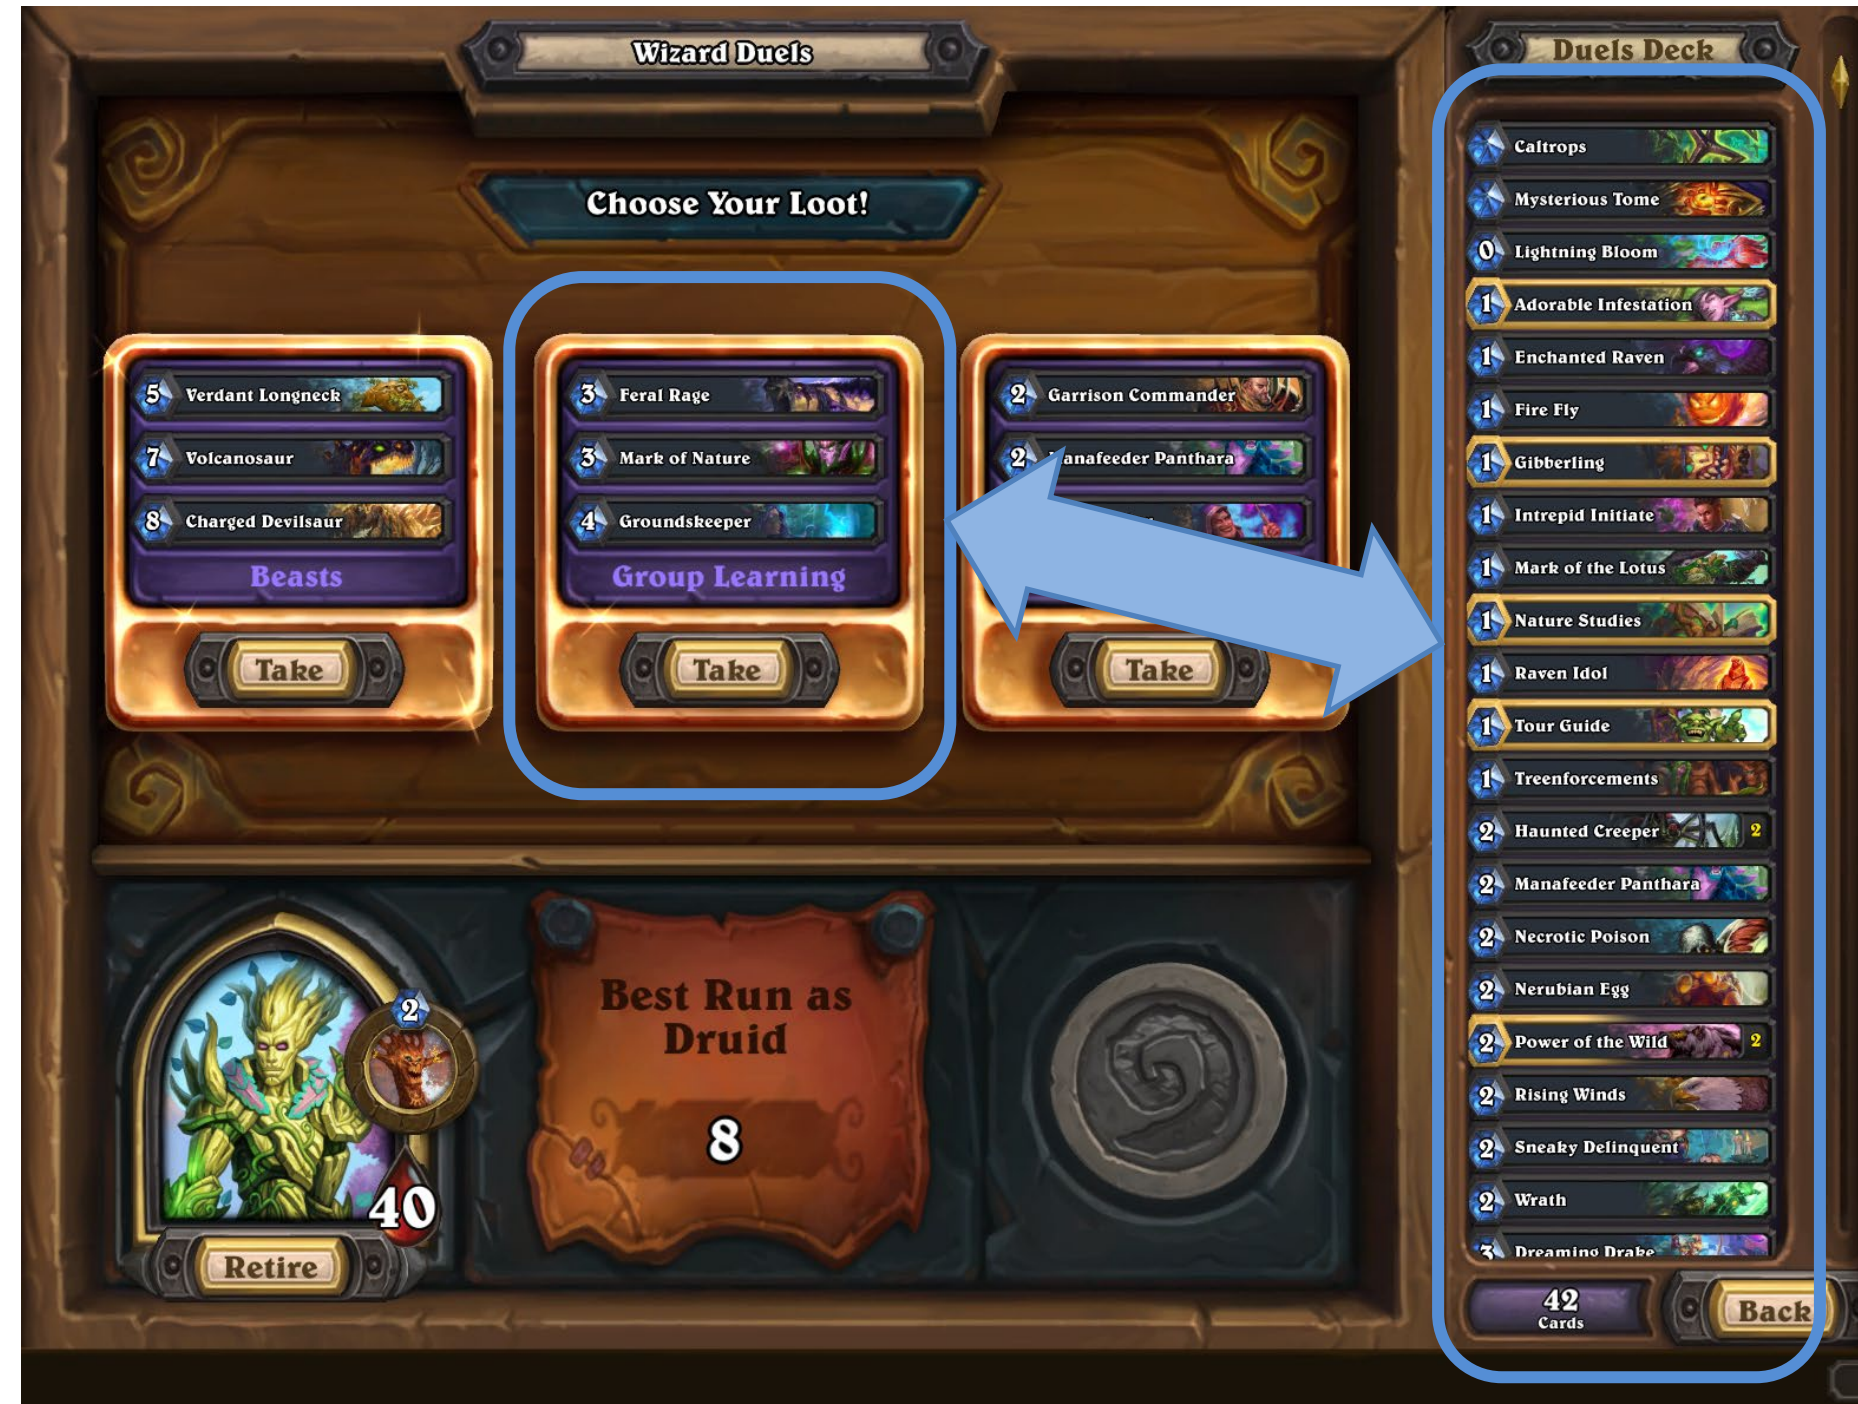 Wizard Duels
Choose Your Loot!
5 Verdant Longneck
7 Volcanosaur
8 Charged Devilsaur
Beasts
Take
3 Feral Rage
3 Mark of Nature
4 Groundskeeper
Group Learning
Take
2 Garrison Commander
2 Manafeeder Panthara
Take
2
40
Retire
Best Run as
Druid
8
Duels Deck
Caltrops
Mysterious Tome
0 Lightning Bloom
1 Adorable Infestation
1 Enchanted Raven
1 Fire Fly
1 Gibberling
1 Intrepid Initiate
1 Mark of the Lotus
1 Nature Studies
1 Raven Idol
1 Tour Guide
1 Treenforcements
2 Haunted Creeper 2
2 Manafeeder Panthara
2 Necrotic Poison
2 Nerubian Egg
2 Power of the Wild 2
2 Rising Winds
2 Sneaky Delinquent
2 Wrath
3 Dreaming Drake
42
Cards
Back